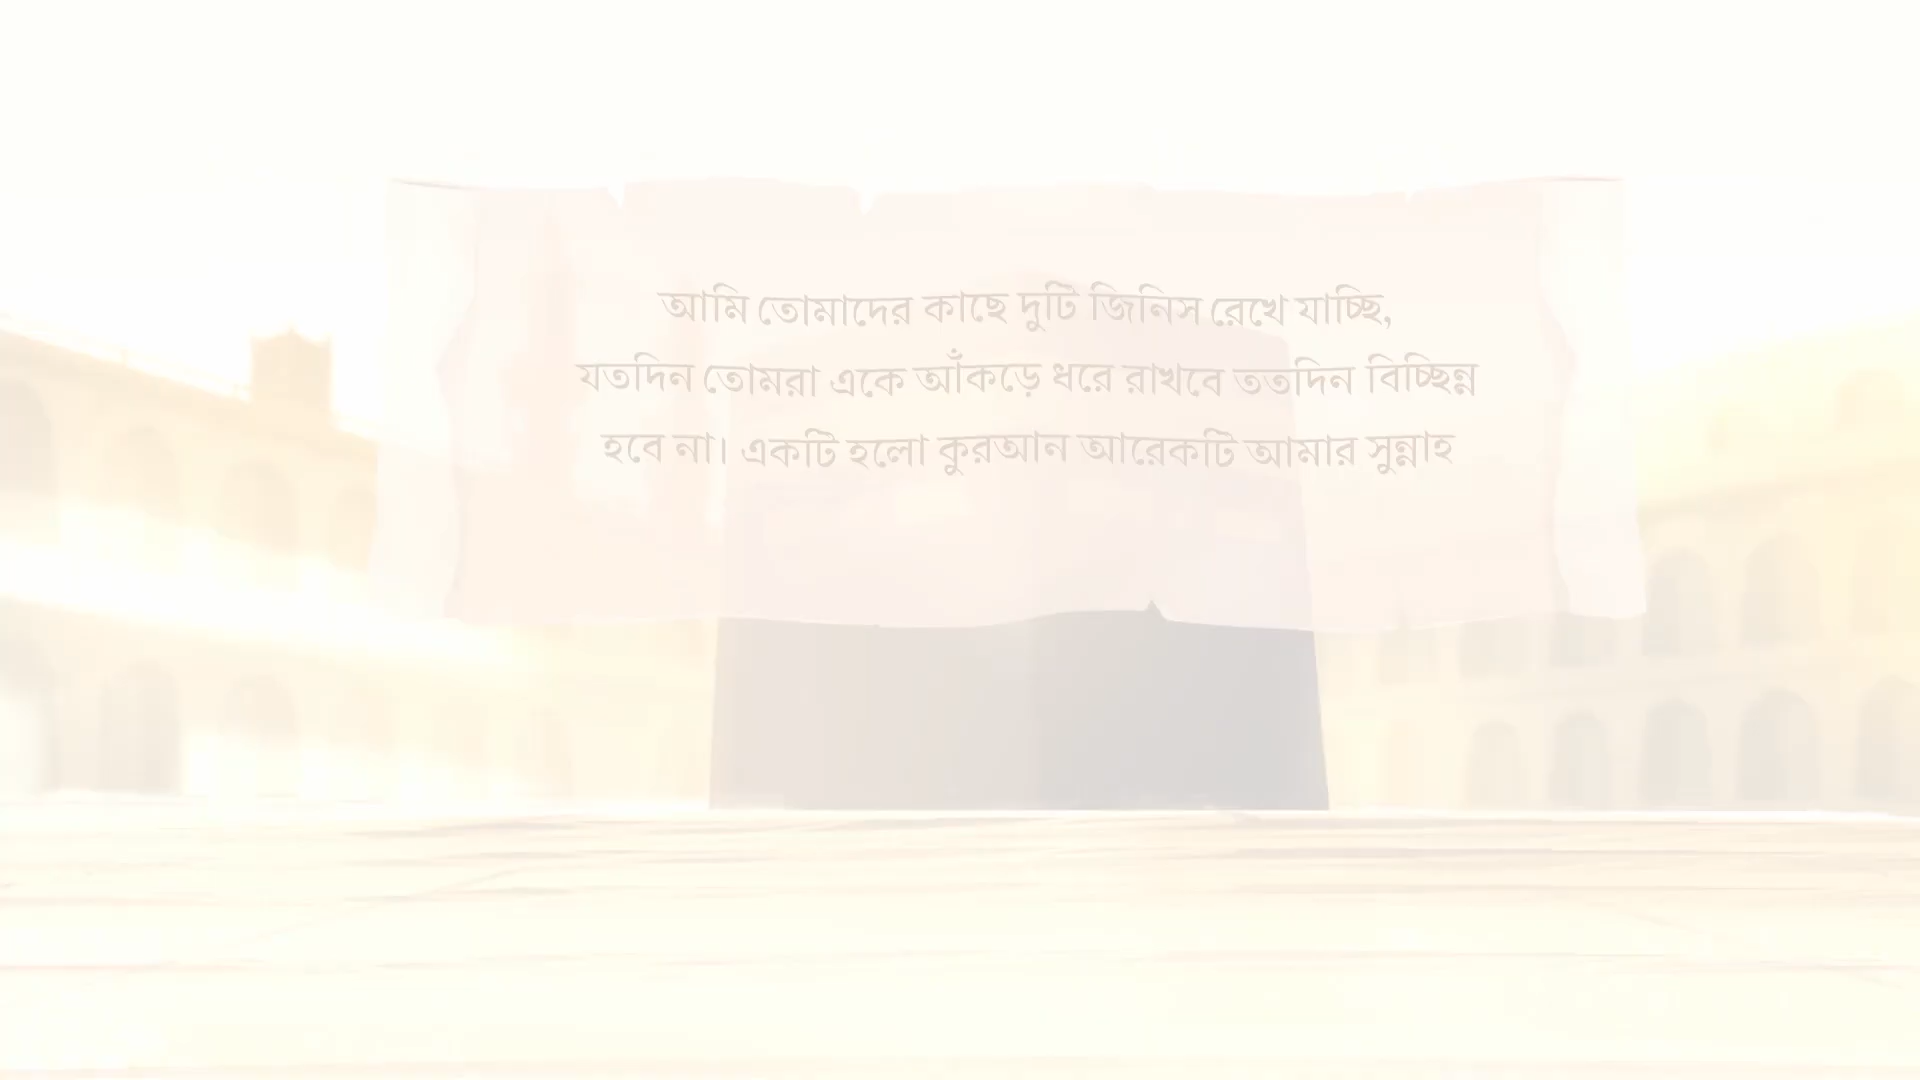 আমি তোমাদের কাছে দুটি জিনিস রেখে যাচ্ছি,
যতদিন তোমরা একে আঁকড়ে ধরে রাখবে ততদিন বিচ্ছিন্ন
হবে না। একটি হলো কুরআন আরেকটি আমার সুন্নাহ